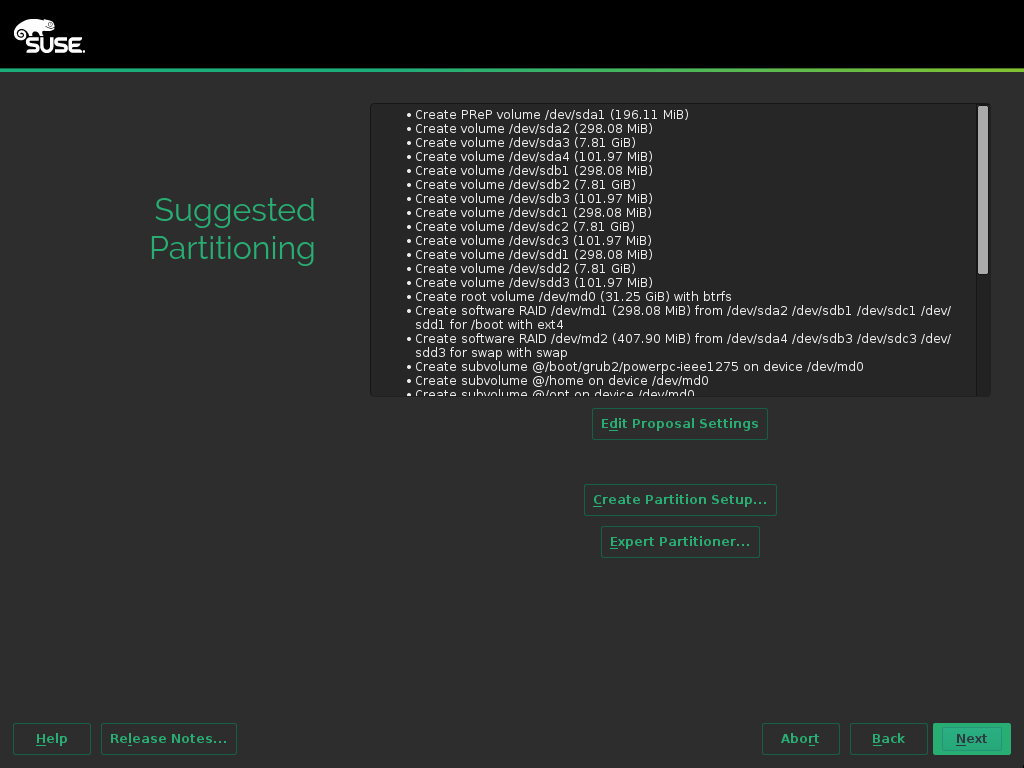 SUSE
Suggested
Partitioning
• Create PReP volume /dev/sda1 (196.11 MiB)
• Create volume /dev/sda2 (298.08 MiB)
• Create volume /dev/sda3 (7.81 GiB)
• Create volume /dev/sda4 (101.97 MiB)
• Create volume /dev/sdb1 (298.08 MiB)
• Create volume /dev/sdb2 (7.81 GiB)
• Create volume /dev/sdb3 (101.97 MiB)
• Create volume /dev/sdc1 (298.08 MiB)
• Create volume /dev/sdc2 (7.81 GiB)
• Create volume /dev/sdc3 (101.97 MiB)
• Create volume /dev/sdd1 (298.08 MiB)
• Create volume /dev/sdd2 (7.81 GiB)
• Create volume /dev/sdd3 (101.97 MiB)
• Create root volume /dev/md0 (31.25 GiB) with btrfs
• Create software RAID /dev/md1 (298.08 MiB) from /dev/sda2 /dev/sdb1 /dev/sdc1 /dev/
sdd1 for /boot with ext4
• Create software RAID /dev/md2 (407.90 MiB) from /dev/sda4 /dev/sdb3 /dev/sdc3 /dev/
sdd3 for swap with swap
• Create subvolume @/boot/grub2/powerpc-ieee1275 on device /dev/md0
• Create subvolume @/home on device /dev/md0
• Create subvolume @/opt on device /dev/md0
Edit Proposal Settings
Create Partition Setup...
Expert Partitioner...
Help
Release Notes...
Abort
Back
Next